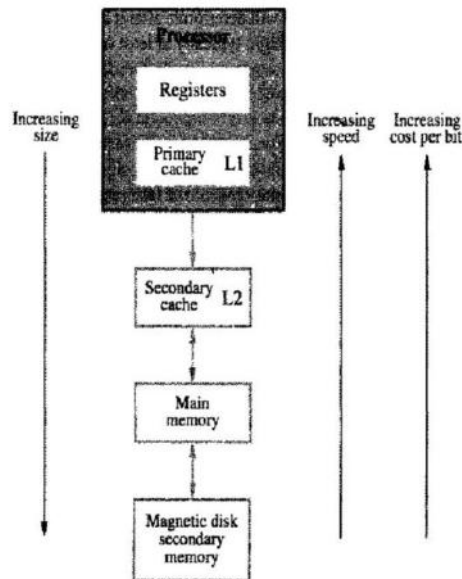 Processor
Registers
Increasing
size
Primary
cache L1
Increasing
speed
Increasing
cost per bit
Secondary
cache L2
Main
memory
Magnetic disk
secondary
memory